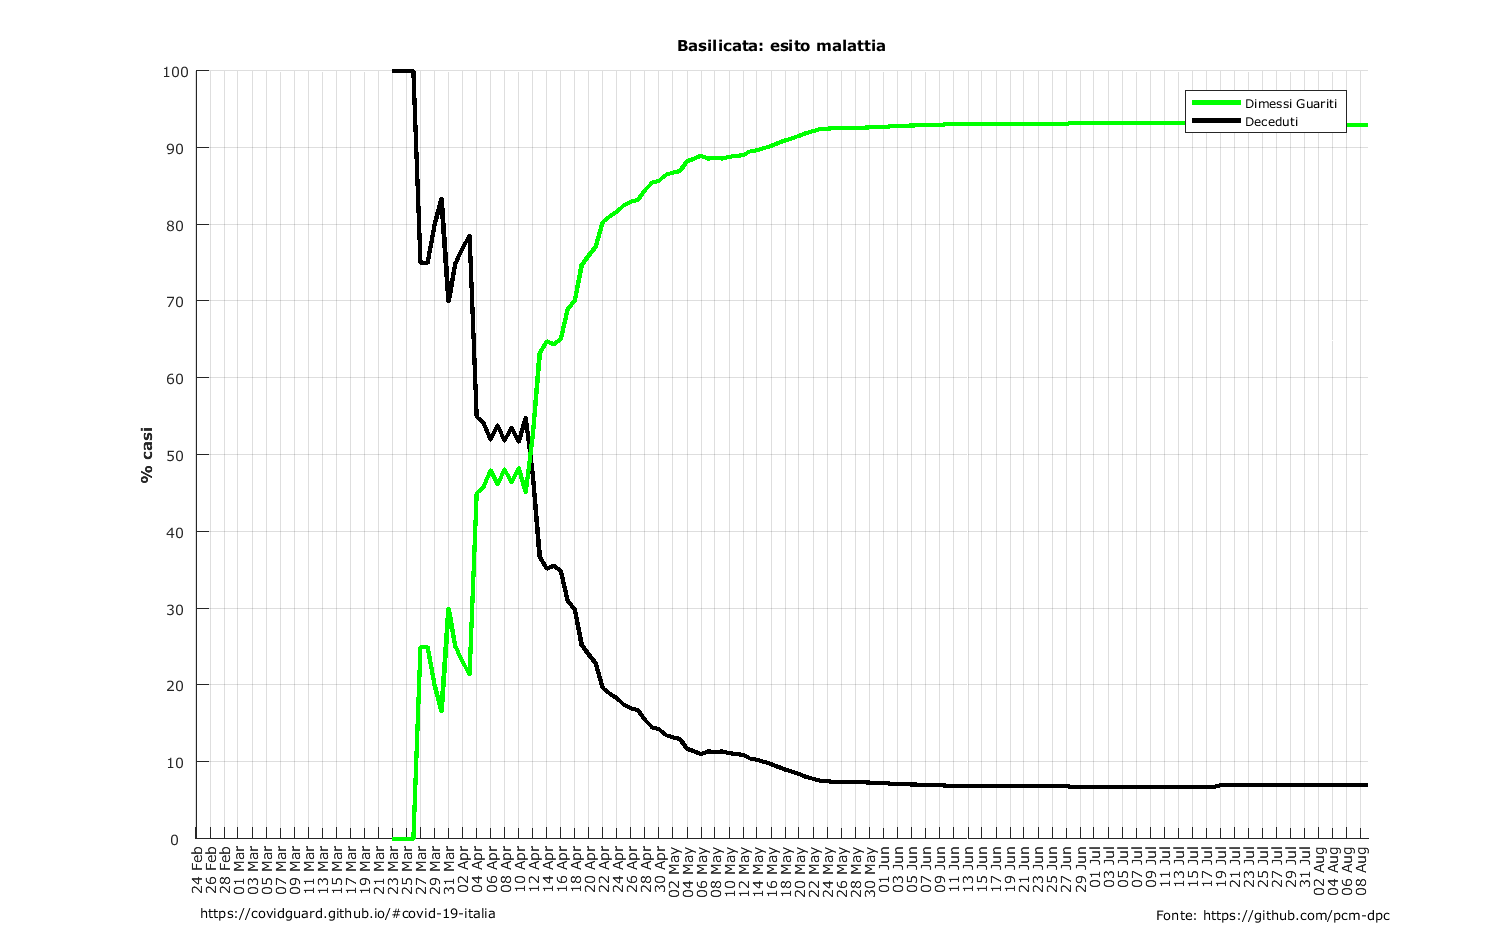 Basilicata: esito malattia
Dimessi Guariti
Deceduti
% casi
100
90
80
70
60
50
40
30
20
10
0
24 Feb
26 Feb
28 Feb
01 Mar
03 Mar
05 Mar
07 Mar
09 Mar
11 Mar
13 Mar
15 Mar
17 Mar
19 Mar
21 Mar
23 Mar
25 Mar
27 Mar
29 Mar
31 Mar
02 Apr
04 Apr
06 Apr
08 Apr
10 Apr
12 Apr
14 Apr
16 Apr
18 Apr
20 Apr
22 Apr
24 Apr
26 Apr
28 Apr
30 Apr
02 May
04 May
06 May
08 May
10 May
12 May
14 May
16 May
18 May
20 May
22 May
24 May
26 May
28 May
30 May
01 Jun
03 Jun
05 Jun
07 Jun
09 Jun
11 Jun
13 Jun
15 Jun
17 Jun
19 Jun
21 Jun
23 Jun
25 Jun
27 Jun
29 Jun
01 Jul
03 Jul
05 Jul
07 Jul
09 Jul
11 Jul
13 Jul
15 Jul
17 Jul
19 Jul
21 Jul
23 Jul
25 Jul
27 Jul
29 Jul
31 Jul
02 Aug
04 Aug
06 Aug
08 Aug
https://covidguard.github.io/#covid-19-italia
Fonte: https://github.com/pcm-dpc